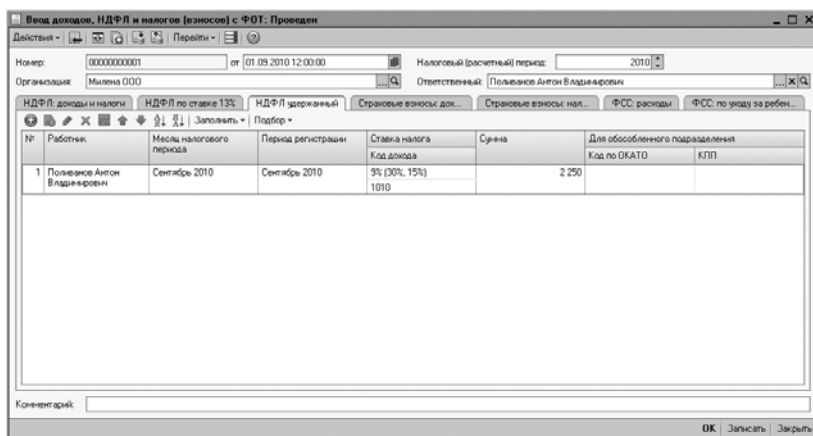 Ввод доходов, НДФЛ и налогов (взносов) с ФОТ: Проведен
Действия Перейти
Номер: 00000000001 от 01.09.2010 12:00:00 Налоговый (расчетный) период: 2010
Организация: Милена ООО ... Ответственный: Поливанов Антон Владимирович ...
НДФЛ: доходы и налоги НДФЛ по ставке 13% НДФЛ удержанный Страховые взносы: дох... Страховые взносы: нал... ФСС: расходы ФСС: по уходу за ребен...
Заполнить Подбор
№ Работник Месяц налогового периода Период регистрации Ставка налога Сумма Для обособленного подразделения
Код дохода Код по ОКАТО КПП
1 Поливанов Антон Владимирович Сентябрь 2010 Сентябрь 2010 9% (30%, 15%) 2 250
1010
Комментарий:
OK Записать Закрыть